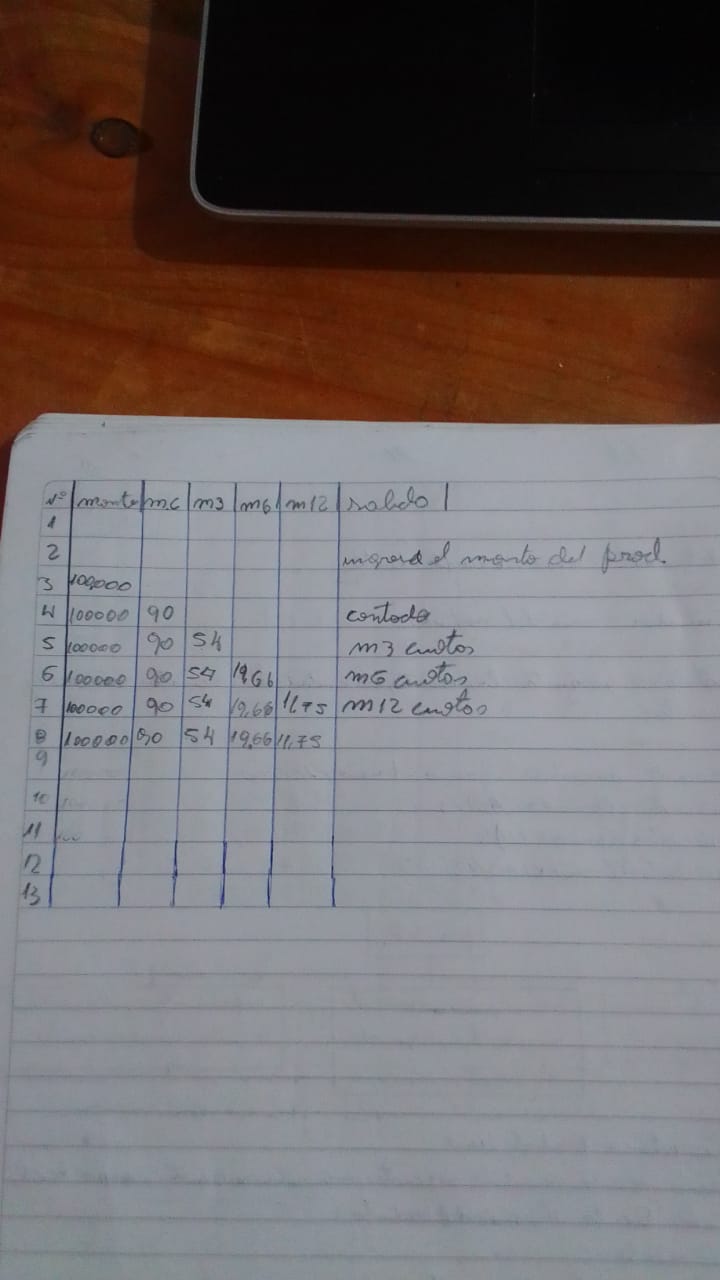 Nº monto mc m3 m6 m12 salida
1
2 ingrese el monto del prod.
3 100000
4 100000 90 contado
5 100000 90 54 m3 cuotas
6 100000 90 54 19,66 m6 cuotas
7 100000 90 54 19,66 11,75 m12 cuotas
8 100000 90 54 19,66 11,75
9
10
11 ...
12
13